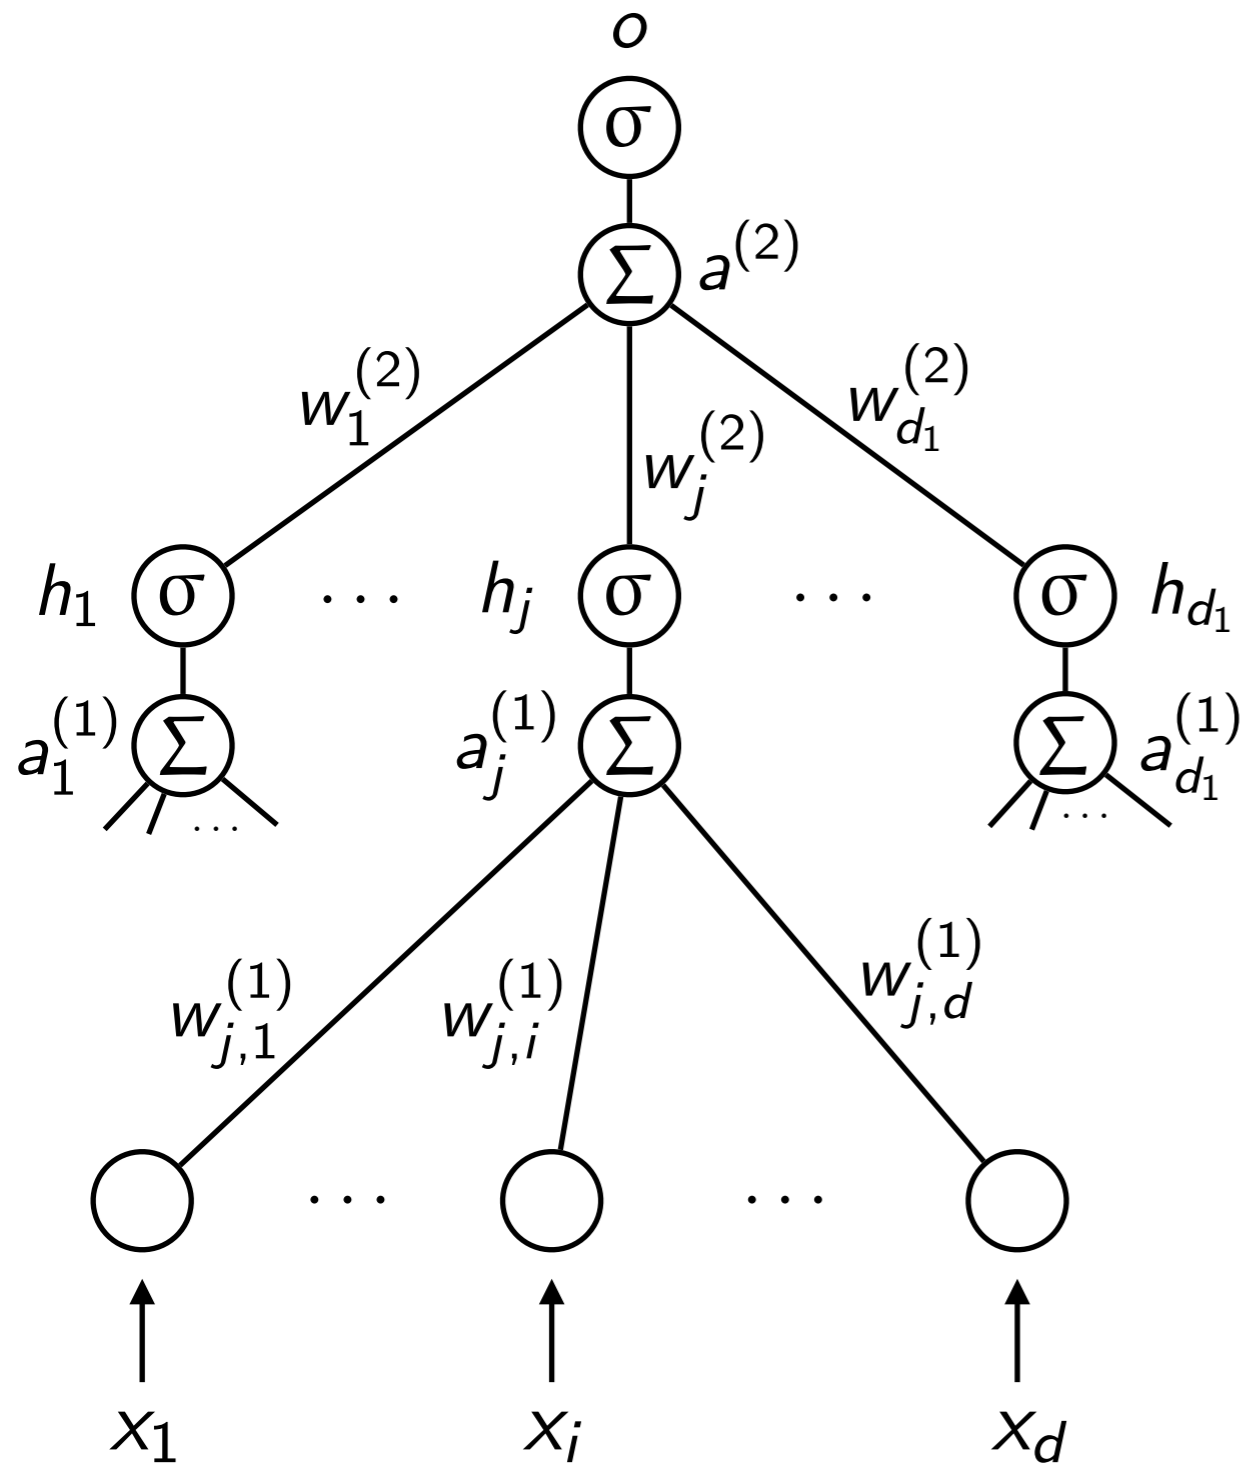 o
σ
Σ a^(2)
w_1^(2) w_j^(2) w_{d_1}^(2)
h_1 σ ... h_j σ ... σ h_{d_1}
a_1^(1) Σ a_j^(1) Σ Σ a_{d_1}^(1)
... ...
w_{j,1}^(1) w_{j,i}^(1) w_{j,d}^(1)
... ...
x_1 x_i x_d